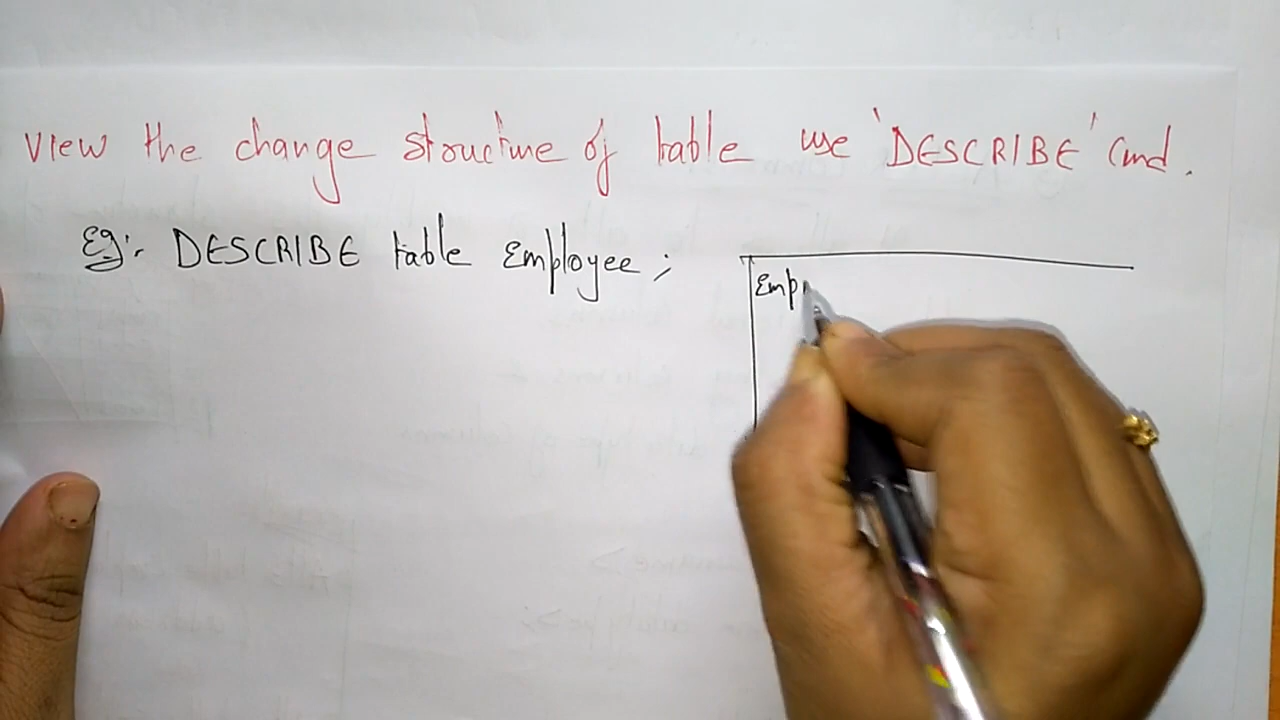 View the change structure of table use 'DESCRIBE' Cmd.
Eg:- DESCRIBE table Employee ;
Emp